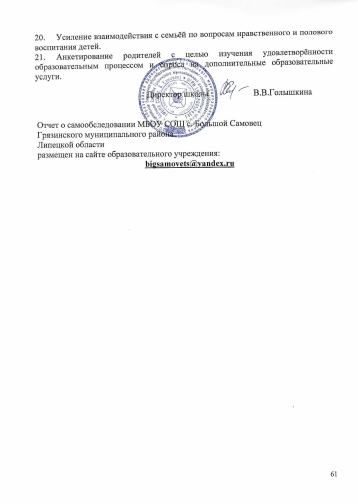 20. Усиление взаимодействия с семьёй по вопросам нравственного и полового
воспитания детей.
21. Анкетирование родителей с целью изучения удовлетворённости
образовательным процессом и спроса на дополнительные образовательные
услуги.
Директор школы В.В.Голышкина
Отчет о самообследовании МБОУ СОШ с. Большой Самовец
Грязинского муниципального района
Липецкой области
размещен на сайте образовательного учреждения:
bigsamovets@yandex.ru
61